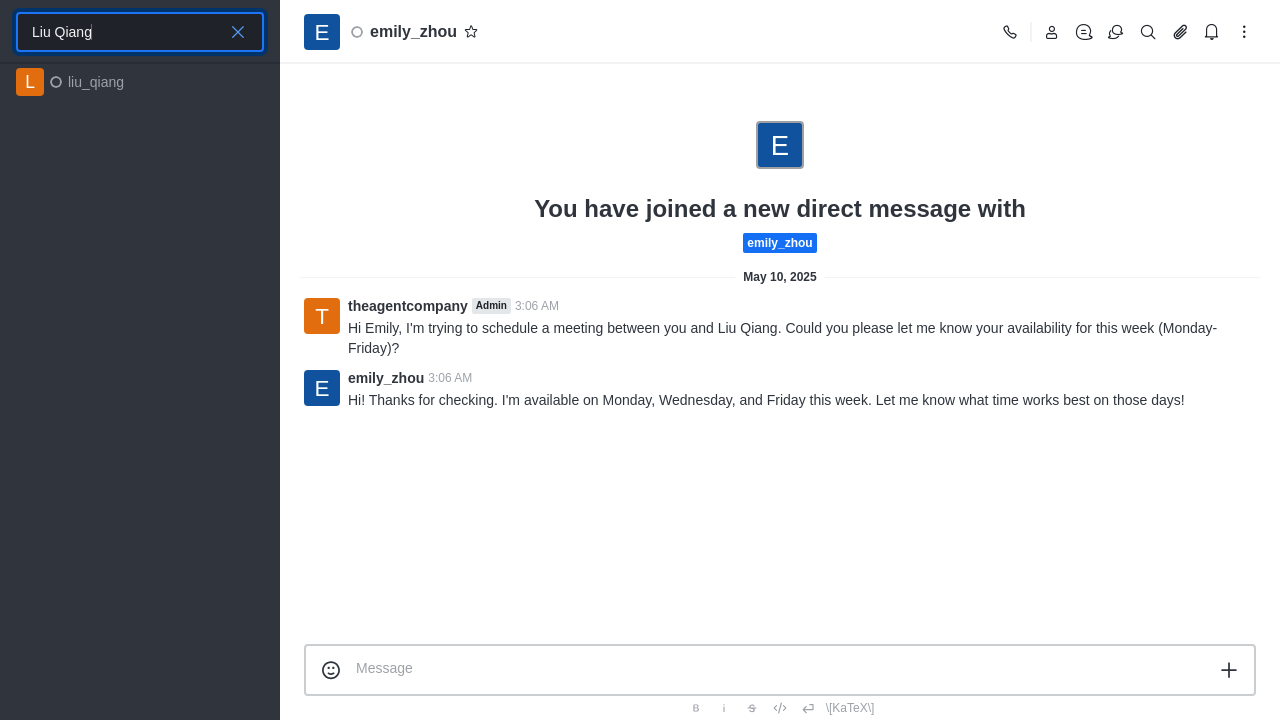 Liu Qiang
L liu_qiang
E emily_zhou
E
You have joined a new direct message with
emily_zhou
May 10, 2025
T theagentcompany Admin 3:06 AM
Hi Emily, I'm trying to schedule a meeting between you and Liu Qiang. Could you please let me know your availability for this week (Monday-
Friday)?
E emily_zhou 3:06 AM
Hi! Thanks for checking. I'm available on Monday, Wednesday, and Friday this week. Let me know what time works best on those days!
Message
B i S </> \[KaTeX\]